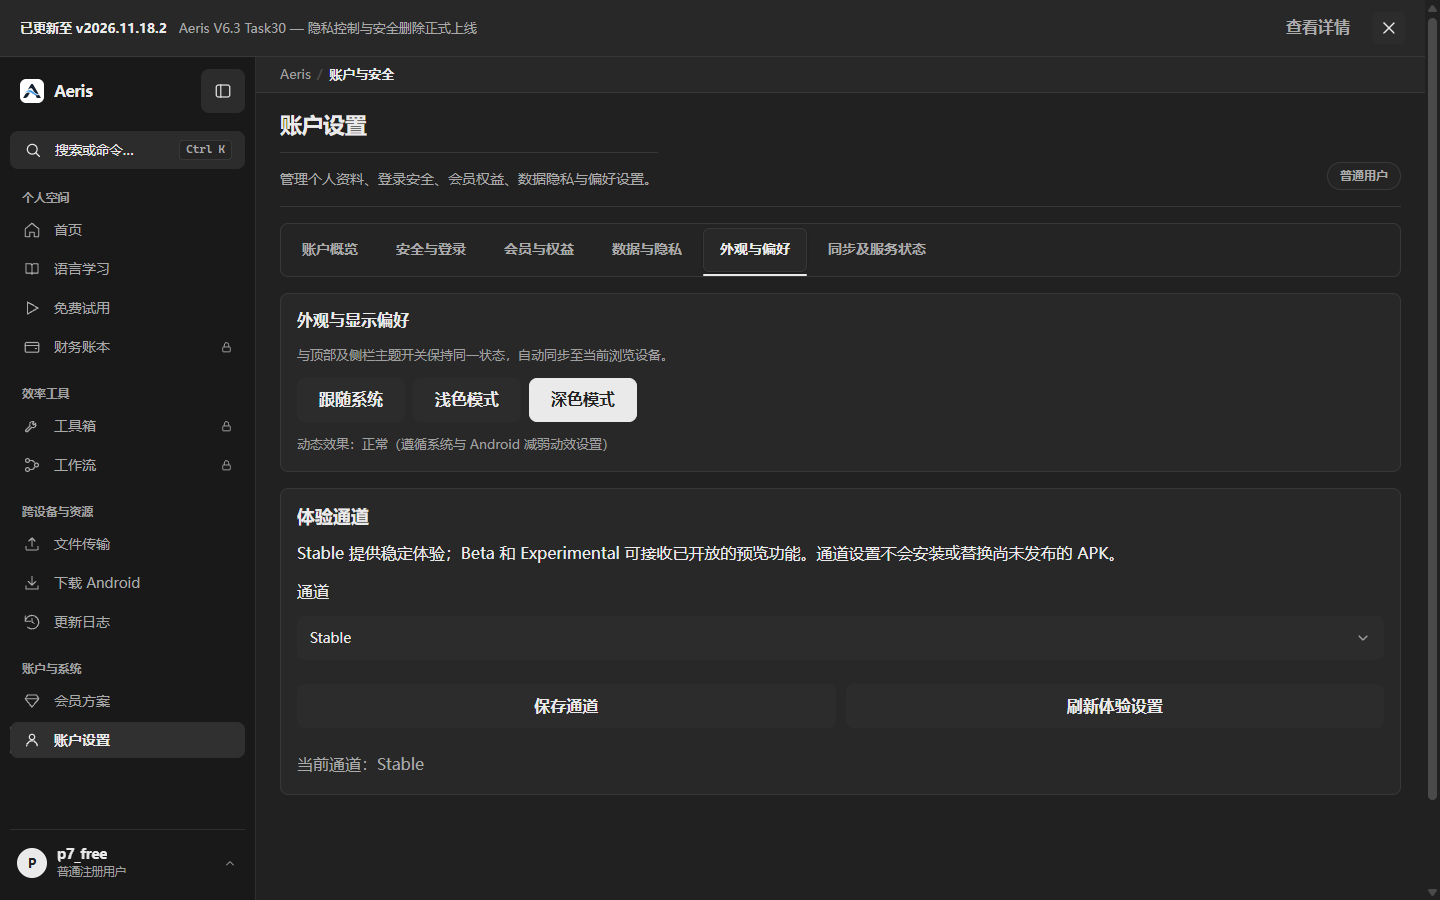 已更新至 v2026.11.18.2 Aeris V6.3 Task30 — 隐私控制与安全删除正式上线 查看详情
Aeris
搜索或命令... Ctrl K
个人空间
首页
语言学习
免费试用
财务账本
效率工具
工具箱
工作流
跨设备与资源
文件传输
下载 Android
更新日志
账户与系统
会员方案
账户设置
P
p7_free
普通注册用户
Aeris / 账户与安全
账户设置
管理个人资料、登录安全、会员权益、数据隐私与偏好设置。
普通用户
账户概览 安全与登录 会员与权益 数据与隐私 外观与偏好 同步及服务状态
外观与显示偏好
与顶部及侧栏主题开关保持同一状态，自动同步至当前浏览设备。
跟随系统 浅色模式 深色模式
动态效果：正常（遵循系统与 Android 减弱动效设置）
体验通道
Stable 提供稳定体验；Beta 和 Experimental 可接收已开放的预览功能。通道设置不会安装或替换尚未发布的 APK。
通道
Stable
保存通道 刷新体验设置
当前通道：Stable